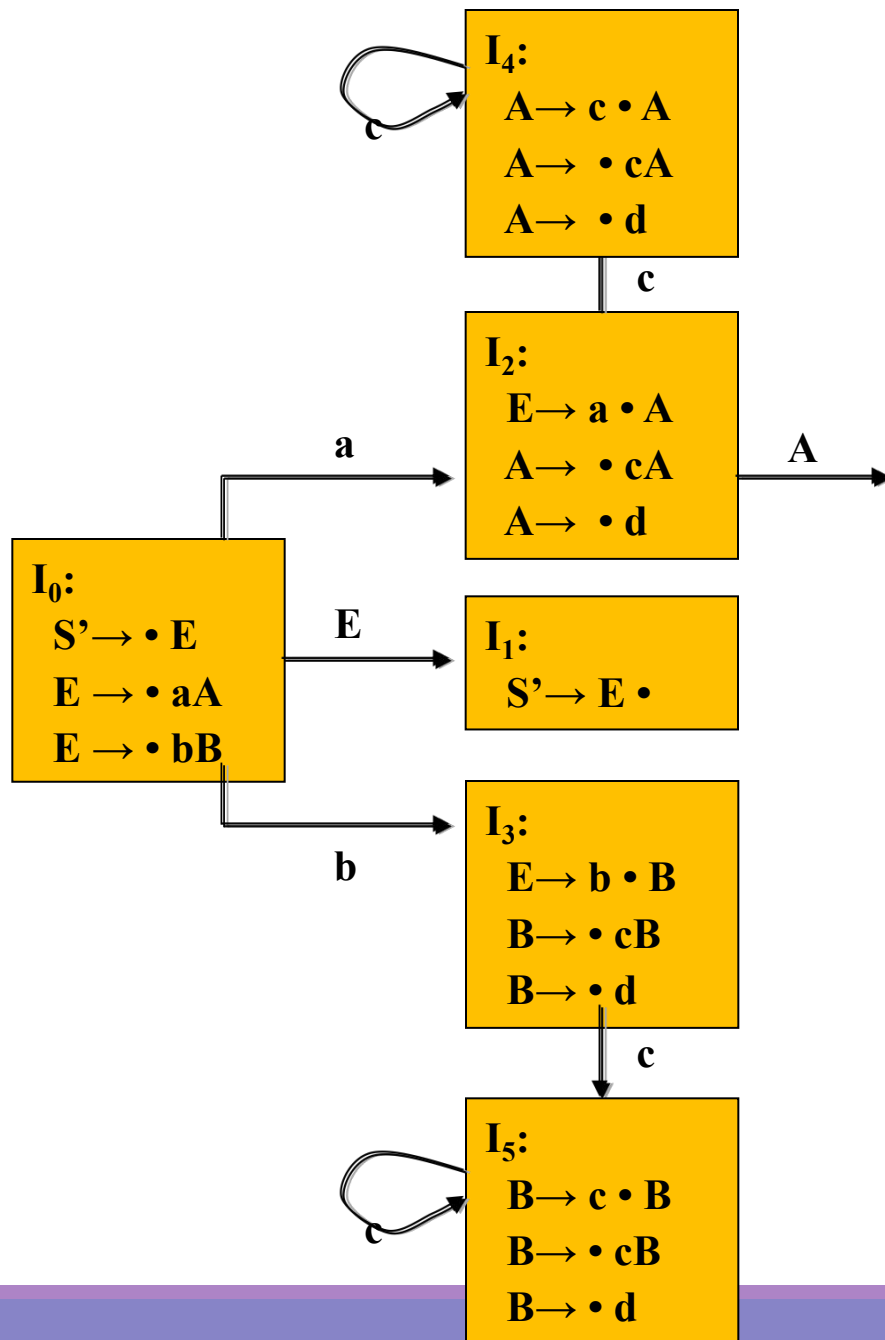 I₄:
A→ c • A
A→ • cA
A→ • d
c
c
I₂:
E→ a • A
A→ • cA
A→ • d
a
A
I₀:
S’→ • E
E → • aA
E → • bB
E
I₁:
S’→ E •
b
I₃:
E→ b • B
B→ • cB
B→ • d
c
I₅:
B→ c • B
B→ • cB
B→ • d
c